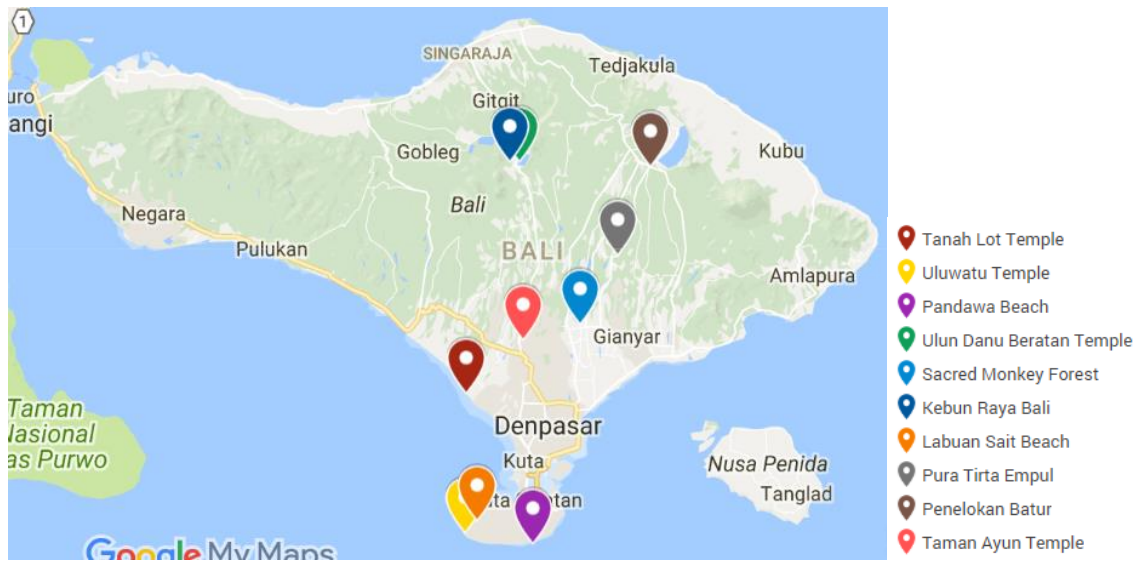 1
SINGARAJA
Tedjakula
uro
angi
Gitgit
Gobleg
Kubu
Bali
Negara
Pulukan
BALI
Amlapura
Gianyar
Taman
Nasional
as Purwo
Denpasar
Kuta
Nusa Penida
Tanglad
uta
tan
Google My Maps
Tanah Lot Temple
Uluwatu Temple
Pandawa Beach
Ulun Danu Beratan Temple
Sacred Monkey Forest
Kebun Raya Bali
Labuan Sait Beach
Pura Tirta Empul
Penelokan Batur
Taman Ayun Temple